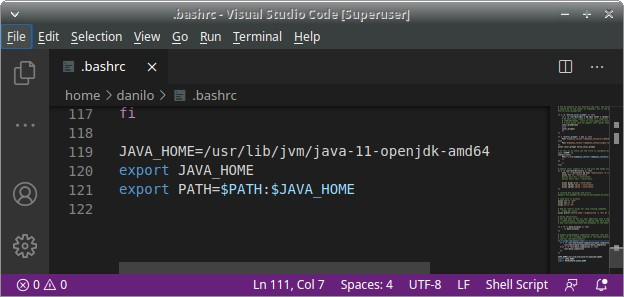 .bashrc - Visual Studio Code [Superuser]
File Edit Selection View Go Run Terminal Help
.bashrc
home > danilo > .bashrc
117 fi
118
119 JAVA_HOME=/usr/lib/jvm/java-11-openjdk-amd64
120 export JAVA_HOME
121 export PATH=$PATH:$JAVA_HOME
122
0 0 Ln 111, Col 7 Spaces: 4 UTF-8 LF Shell Script